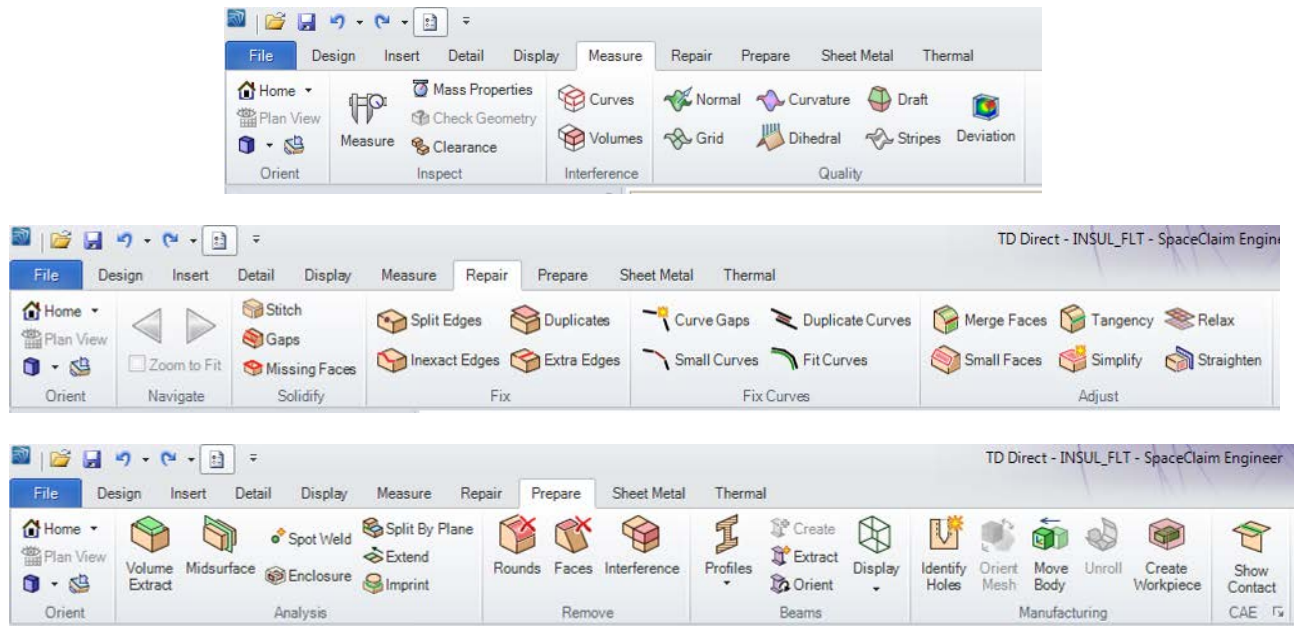 File Design Insert Detail Display Measure Repair Prepare Sheet Metal Thermal
Home Mass Properties Curves Normal Curvature Draft
Plan View Check Geometry
Measure Clearance Volumes Grid Dihedral Stripes Deviation
Orient Inspect Interference Quality
TD Direct - INSUL_FLT - SpaceClaim Engine
File Design Insert Detail Display Measure Repair Prepare Sheet Metal Thermal
Home Stitch Split Edges Duplicates Curve Gaps Duplicate Curves Merge Faces Tangency Relax
Plan View Gaps
Zoom to Fit Missing Faces Inexact Edges Extra Edges Small Curves Fit Curves Small Faces Simplify Straighten
Orient Navigate Solidify Fix Fix Curves Adjust
TD Direct - INSUL_FLT - SpaceClaim Engineer
File Design Insert Detail Display Measure Repair Prepare Sheet Metal Thermal
Home Spot Weld Split By Plane Create
Plan View Extend Extract
Volume Midsurface Enclosure Imprint Rounds Faces Interference Profiles Orient Display Identify Orient Move Unroll Create Show
Extract Holes Mesh Body Workpiece Contact
Orient Analysis Remove Beams Manufacturing CAE